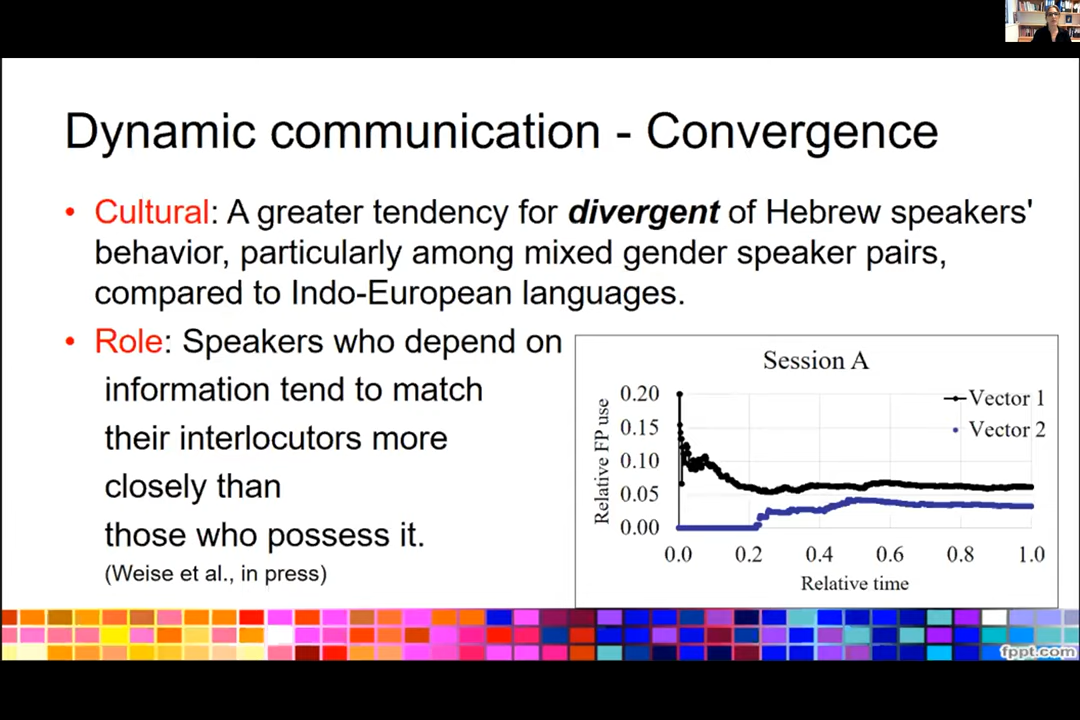 Dynamic communication - Convergence
• Cultural: A greater tendency for divergent of Hebrew speakers'
behavior, particularly among mixed gender speaker pairs,
compared to Indo-European languages.
• Role: Speakers who depend on
information tend to match
their interlocutors more
closely than
those who possess it.
(Weise et al., in press)
Session A
Vector 1
Vector 2
Relative FP use
0.20
0.15
0.10
0.05
0.00
0.0 0.2 0.4 0.6 0.8 1.0
Relative time
fppt.com